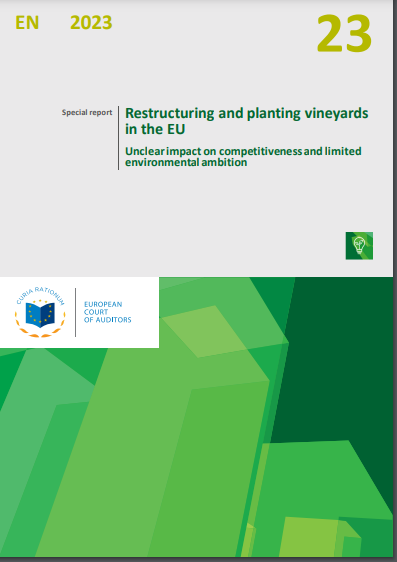 EN 2023
23
Special report
Restructuring and planting vineyards
in the EU
Unclear impact on competitiveness and limited
environmental ambition
CURIA RATIONUM
EUROPEAN
COURT
OF AUDITORS